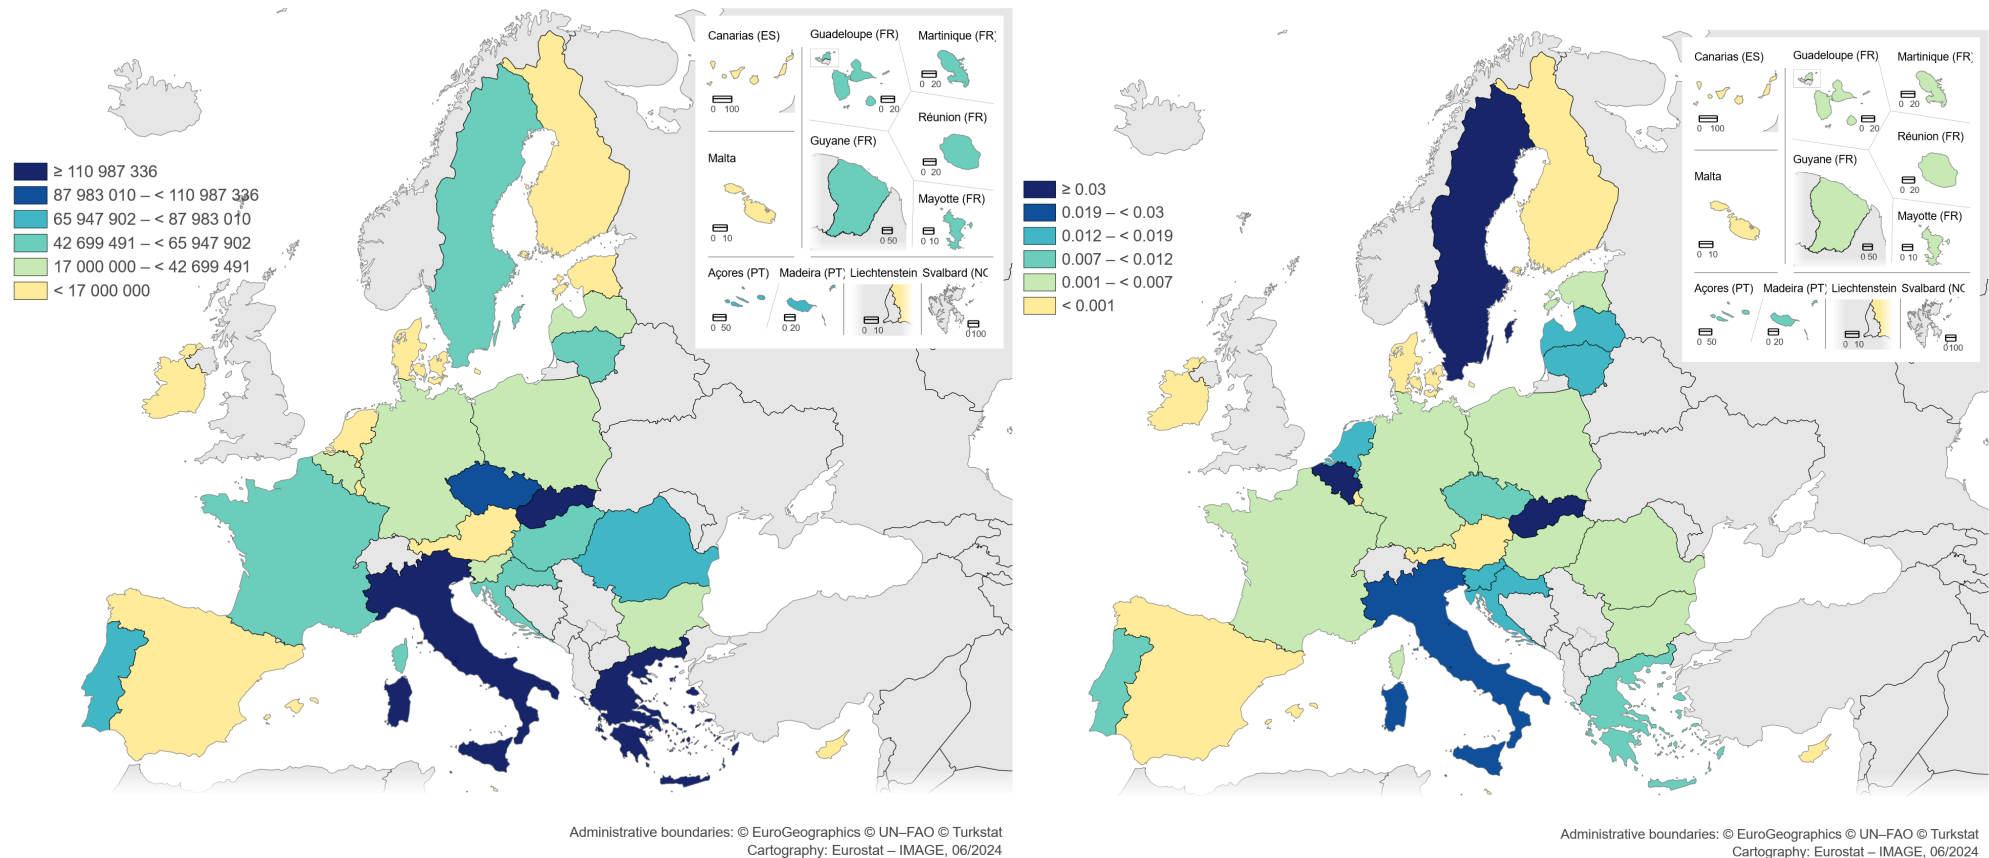 Canarias (ES)
0 100
Guadeloupe (FR)
0 20
Martinique (FR)
0 20
Réunion (FR)
0 20
Guyane (FR)
0 50
Malta
0 10
Mayotte (FR)
0 10
Açores (PT)
0 50
Madeira (PT)
0 20
Liechtenstein
0 10
Svalbard (NO
0 100
≥ 110 987 336
87 983 010 – < 110 987 336
65 947 902 – < 87 983 010
42 699 491 – < 65 947 902
17 000 000 – < 42 699 491
< 17 000 000
Administrative boundaries: © EuroGeographics © UN–FAO © Turkstat
Cartography: Eurostat – IMAGE, 06/2024
Canarias (ES)
0 100
Guadeloupe (FR)
0 20
Martinique (FR)
0 20
Réunion (FR)
0 20
Guyane (FR)
0 50
Malta
0 10
Mayotte (FR)
0 10
Açores (PT)
0 50
Madeira (PT)
0 20
Liechtenstein
0 10
Svalbard (NO
0 100
≥ 0.03
0.019 – < 0.03
0.012 – < 0.019
0.007 – < 0.012
0.001 – < 0.007
< 0.001
Administrative boundaries: © EuroGeographics © UN–FAO © Turkstat
Cartography: Eurostat – IMAGE, 06/2024